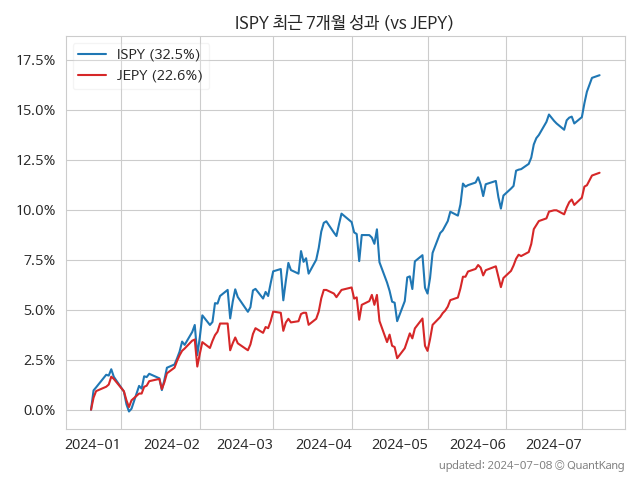 ISPY 최근 7개월 성과 (vs JEPY)
ISPY (32.5%)
JEPY (22.6%)
17.5%
15.0%
12.5%
10.0%
7.5%
5.0%
2.5%
0.0%
2024-01 2024-02 2024-03 2024-04 2024-05 2024-06 2024-07
updated: 2024-07-08 © QuantKang